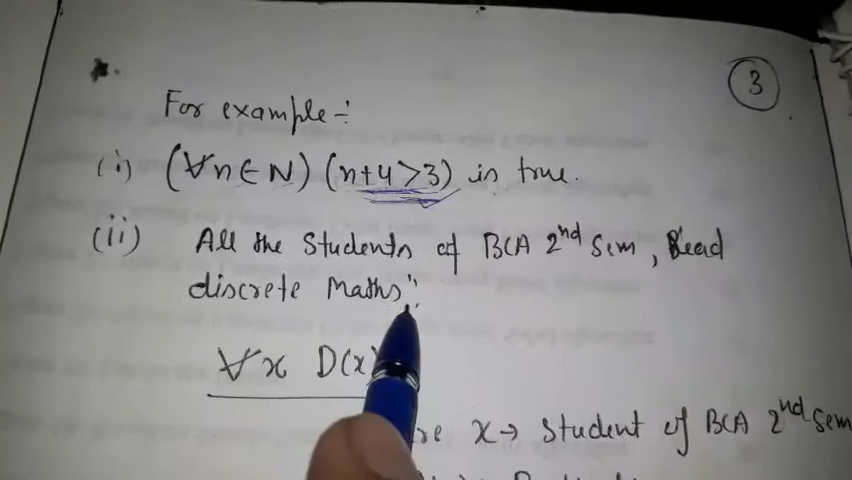 3
For example :-
(i) (∀n ∈ N) (n+4>3) is true.
(ii) All the Students of BCA 2nd Sem, Read
discrete Maths":
∀x D(x)
x → Student of BCA 2nd Sem